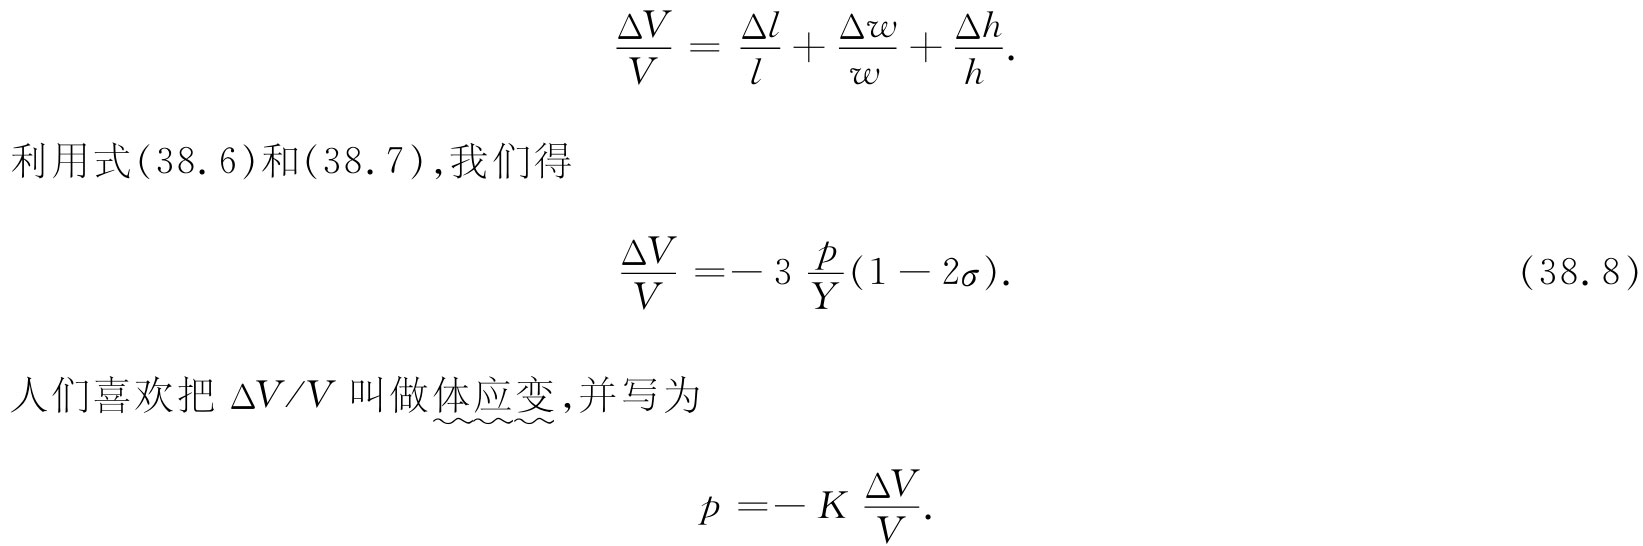 ΔV/V = Δl/l + Δw/w + Δh/h.
利用式(38.6)和(38.7),我们得
ΔV/V =- 3 p/Y (1 - 2σ). (38.8)
人们喜欢把 ΔV/V 叫做体应变,并写为
p =- K ΔV/V.